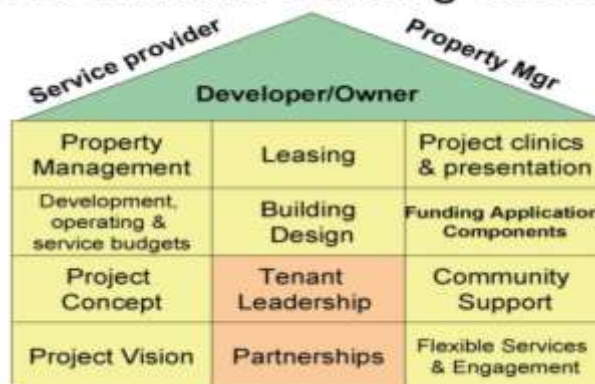 Service provider
Property Mgr
Developer/Owner
Property
Management
Leasing
Project clinics
& presentation
Development,
operating &
service budgets
Building
Design
Funding Application
Components
Project
Concept
Tenant
Leadership
Community
Support
Project Vision
Partnerships
Flexible Services
& Engagement